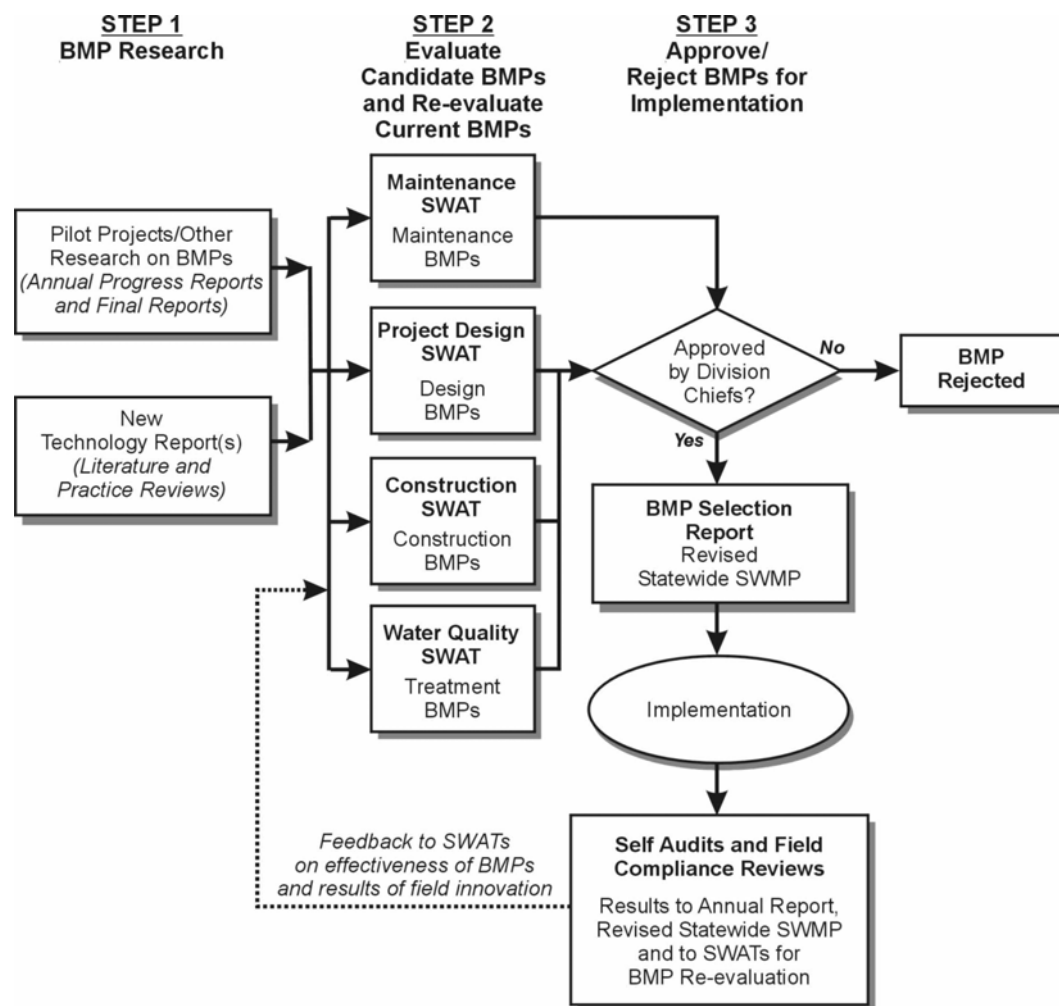 STEP 1
BMP Research
STEP 2
Evaluate
Candidate BMPs
and Re-evaluate
Current BMPs
STEP 3
Approve/
Reject BMPs for
Implementation
Pilot Projects/Other
Research on BMPs
(Annual Progress Reports
and Final Reports)
New
Technology Report(s)
(Literature and
Practice Reviews)
Maintenance
SWAT
Maintenance
BMPs
Project Design
SWAT
Design
BMPs
Construction
SWAT
Construction
BMPs
Water Quality
SWAT
Treatment
BMPs
Approved
by Division
Chiefs?
No
BMP
Rejected
Yes
BMP Selection
Report
Revised
Statewide SWMP
Implementation
Self Audits and Field
Compliance Reviews
Results to Annual Report,
Revised Statewide SWMP
and to SWATs for
BMP Re-evaluation
Feedback to SWATs
on effectiveness of BMPs
and results of field innovation